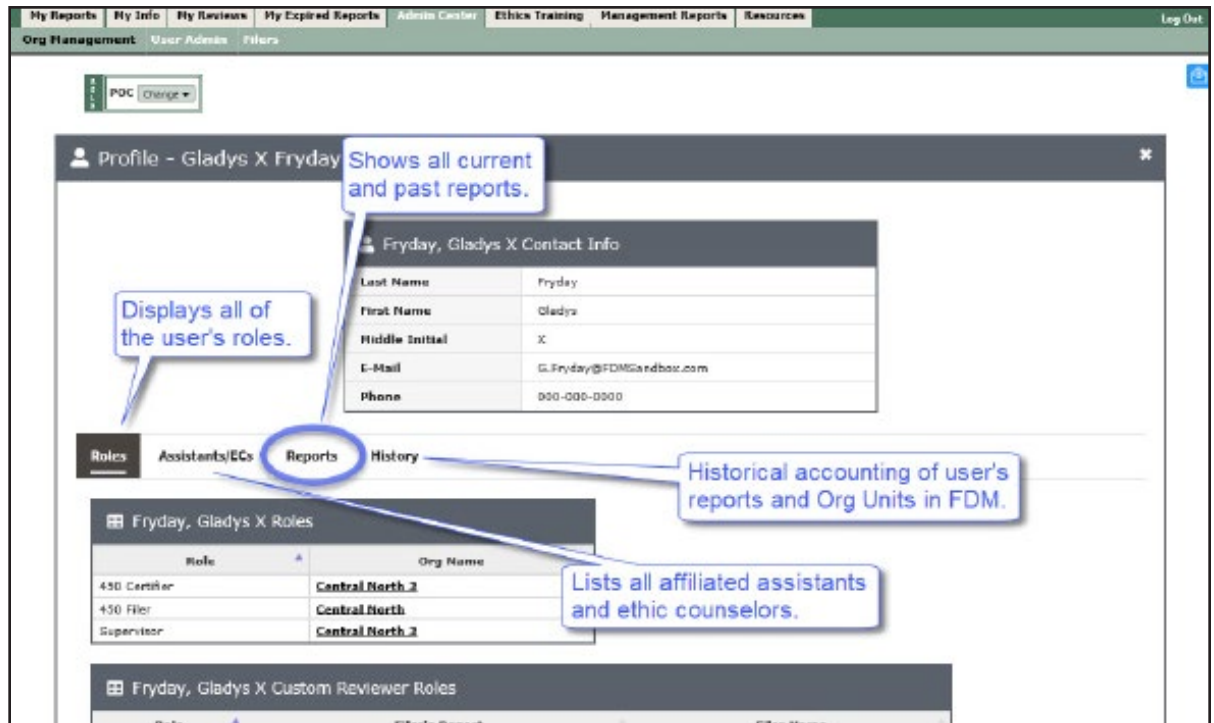 My Reports My Info My Reviews My Expired Reports Admin Center Ethics Training Management Reports Resources Log Out
Org Management User Admin Filers
ROLE POC Change
Profile - Gladys X Fryday
Shows all current
and past reports.
Fryday, Gladys X Contact Info
Last Name Fryday
First Name Gladys
Middle Initial X
E-Mail G.Fryday@FDMSandbox.com
Phone 000-000-0000
Displays all of
the user's roles.
Roles Assistants/ECs Reports History
Historical accounting of user's
reports and Org Units in FDM.
Fryday, Gladys X Roles
Role Org Name
450 Certifier Central North 2
450 Filer Central North
Supervisor Central North 2
Lists all affiliated assistants
and ethic counselors.
Fryday, Gladys X Custom Reviewer Roles
Role Filer Name